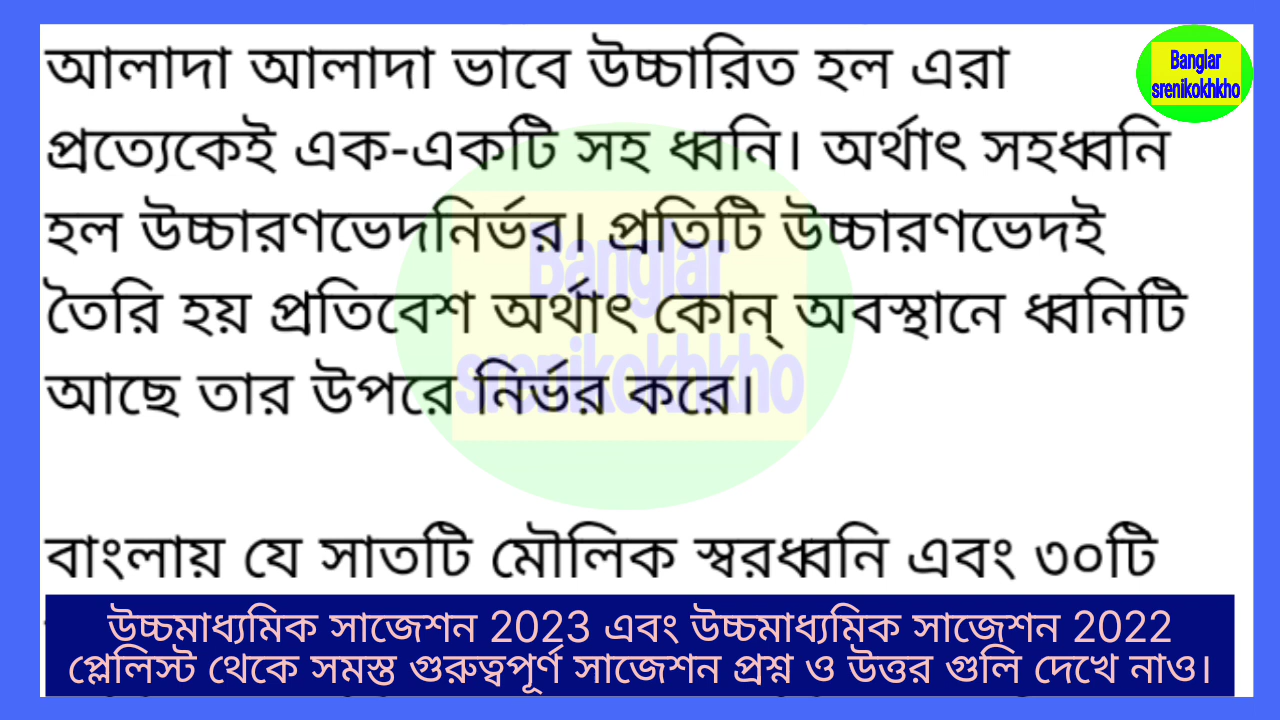 আলাদা আলাদা ভাবে উচ্চারিত হল এরা
Banglar
srenikokhkho
প্রত্যেকেই এক-একটি সহ ধ্বনি। অর্থাৎ সহধ্বনি
হল উচ্চারণভেদনির্ভর। প্রতিটি উচ্চারণভেদই
Banglar
তৈরি হয় প্রতিবেশ অর্থাৎ কোন্ অবস্থানে ধ্বনিটি
srenikokhkho
আছে তার উপরে নির্ভর করে।
বাংলায় যে সাতটি মৌলিক স্বরধ্বনি এবং ৩০টি
উচ্চমাধ্যমিক সাজেশন 2023 এবং উচ্চমাধ্যমিক সাজেশন 2022
প্লেলিস্ট থেকে সমস্ত গুরুত্বপূর্ণ সাজেশন প্রশ্ন ও উত্তর গুলি দেখে নাও।